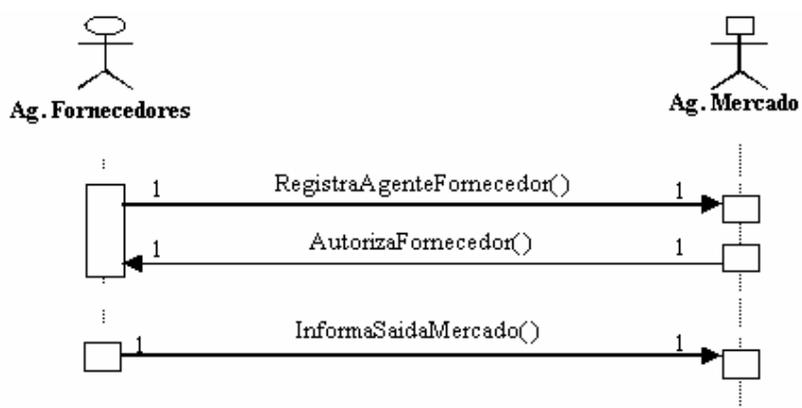 Ag. Fornecedores
Ag. Mercado
1 RegistraAgenteFornecedor() 1
1 AutorizaFornecedor() 1
1 InformaSaidaMercado() 1